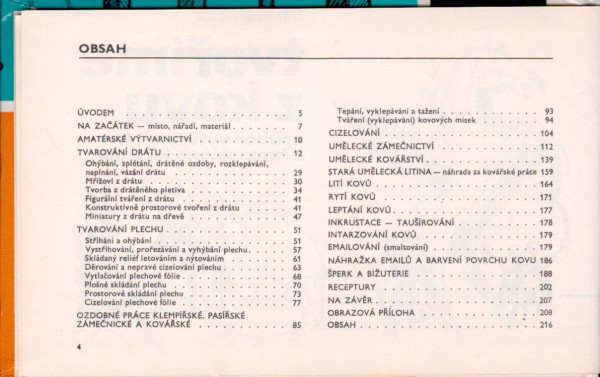 OBSAH
ÚVODEM . . . 5
NA ZAČÁTEK — místo, nářadí, materiál . . . 7
AMATÉRSKÉ VÝTVARNICTVÍ . . . 10
TVAROVÁNÍ DRÁTU . . . 12
Ohýbání, splétání, drátěné ozdoby, rozklepávání,
napínání, vázání drátu . . . 29
Mřížoví z drátu . . . 30
Tvorba z drátěného pletiva . . . 34
Figurální tváření z drátu . . . 41
Konstruktivně prostorové tvoření z drátu . . . 41
Miniatury z drátu na dřevě . . . 47
TVAROVÁNÍ PLECHU . . . 51
Stříhání a ohýbání . . . 51
Vystřihování, prořezávání a vyhýbání plechu . . . 57
Skládaný reliéf letováním a nýtováním . . . 61
Děrování a nepravé cizelování plechu . . . 63
Vytlačování plechové fólie . . . 68
Plošné skládání plechu . . . 70
Prostorové skládání plechu . . . 73
Cizelování plechové fólie . . . 77
OZDOBNÉ PRÁCE KLEMPÍŘSKÉ, PASÍŘSKÉ
ZÁMEČNICKÉ A KOVÁŘSKÉ . . . 85
4
Tepání, vyklepávání a tažení . . . 93
Tváření (vyklepávání) kovových misek . . . 94
CIZELOVÁNÍ . . . 104
UMĚLECKÉ ZÁMEČNICTVÍ . . . 112
UMĚLECKÉ KOVÁŘSTVÍ . . . 139
STARÁ UMĚLECKÁ LITINA — náhrada za kovářské práce 159
LITÍ KOVŮ . . . 164
RYTÍ KOVŮ . . . 171
LEPTÁNÍ KOVŮ . . . 177
INKRUSTACE — TAUŠÍROVÁNÍ . . . 178
INTARZOVÁNÍ KOVŮ . . . 179
EMAILOVÁNÍ (smaltování) . . . 179
NÁHRAŽKA EMAILŮ A BARVENÍ POVRCHU KOVU 186
ŠPERK A BIŽUTERIE . . . 188
RECEPTURY . . . 202
NA ZÁVĚR . . . 207
OBRAZOVÁ PŘÍLOHA . . . 208
OBSAH . . . 216